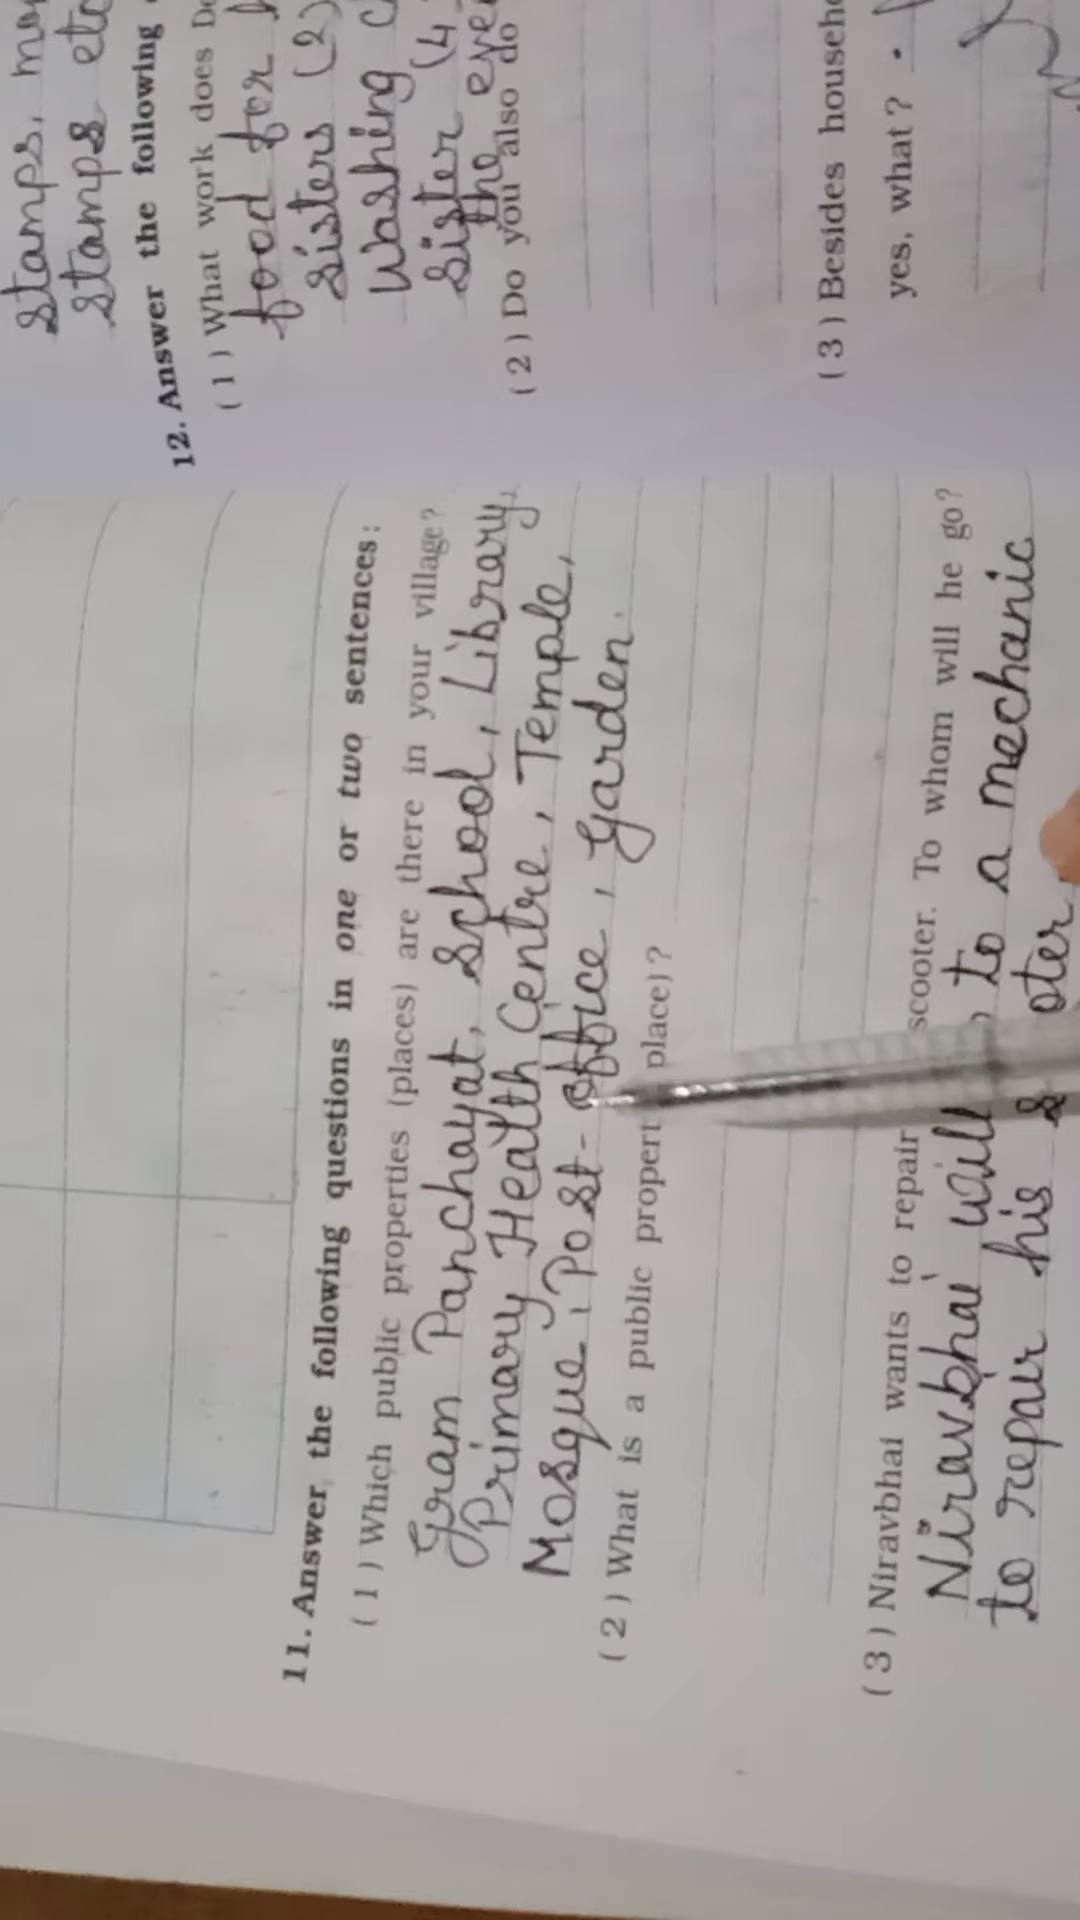 11. Answer the following questions in one or two sentences:
(1) Which public properties (places) are there in your village?
Gram Panchayat, School, Library,
Primary Health Centre, Temple,
Mosque, Post-office, Garden.
(2) What is a public propert place)?
(3) Niravbhai wants to repair scooter. To whom will he go?
Niravbhai will to a mechanic
to repair his
stamps,
stamps etc
12. Answer the following
(1) What work does
food for
sisters (2)
Washing
sister (4
the eve
(2) Do you also do
(3) Besides househ
yes, what?